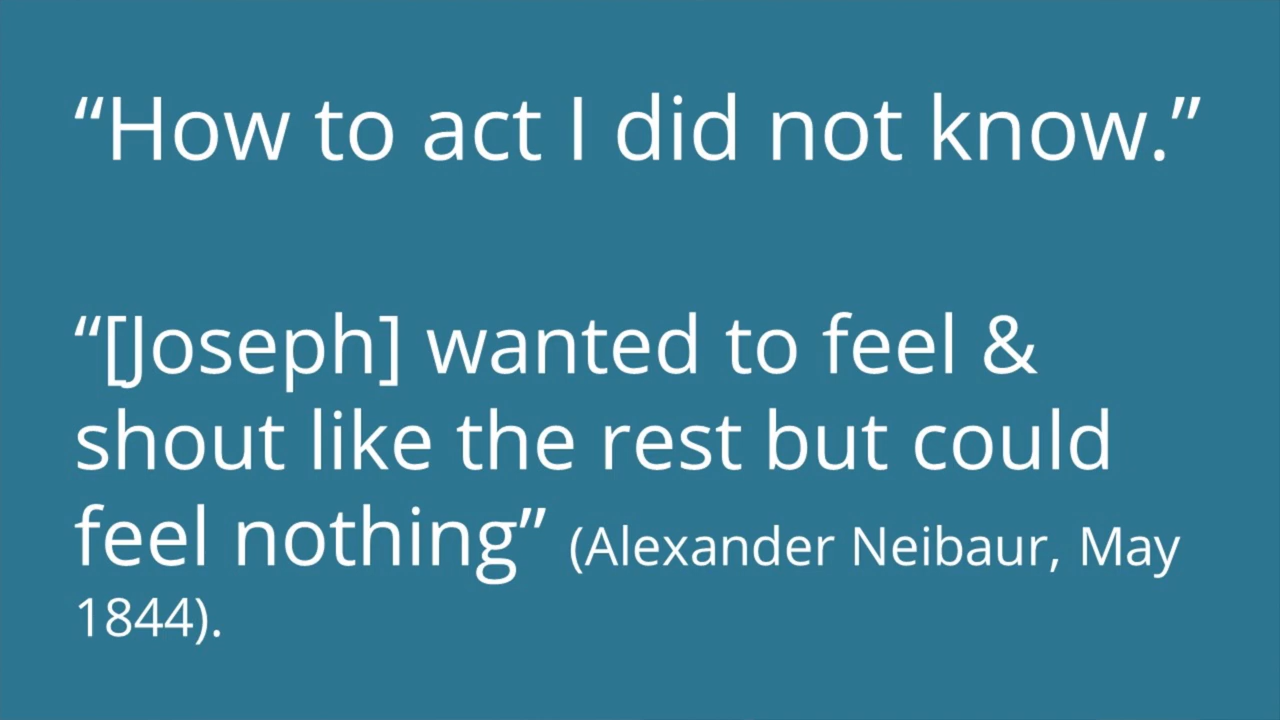 “How to act I did not know.”
“[Joseph] wanted to feel &
shout like the rest but could
feel nothing” (Alexander Neibaur, May
1844).